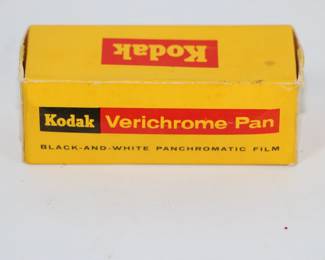 Kodak
Kodak Verichrome Pan
BLACK-AND-WHITE PANCHROMATIC FILM